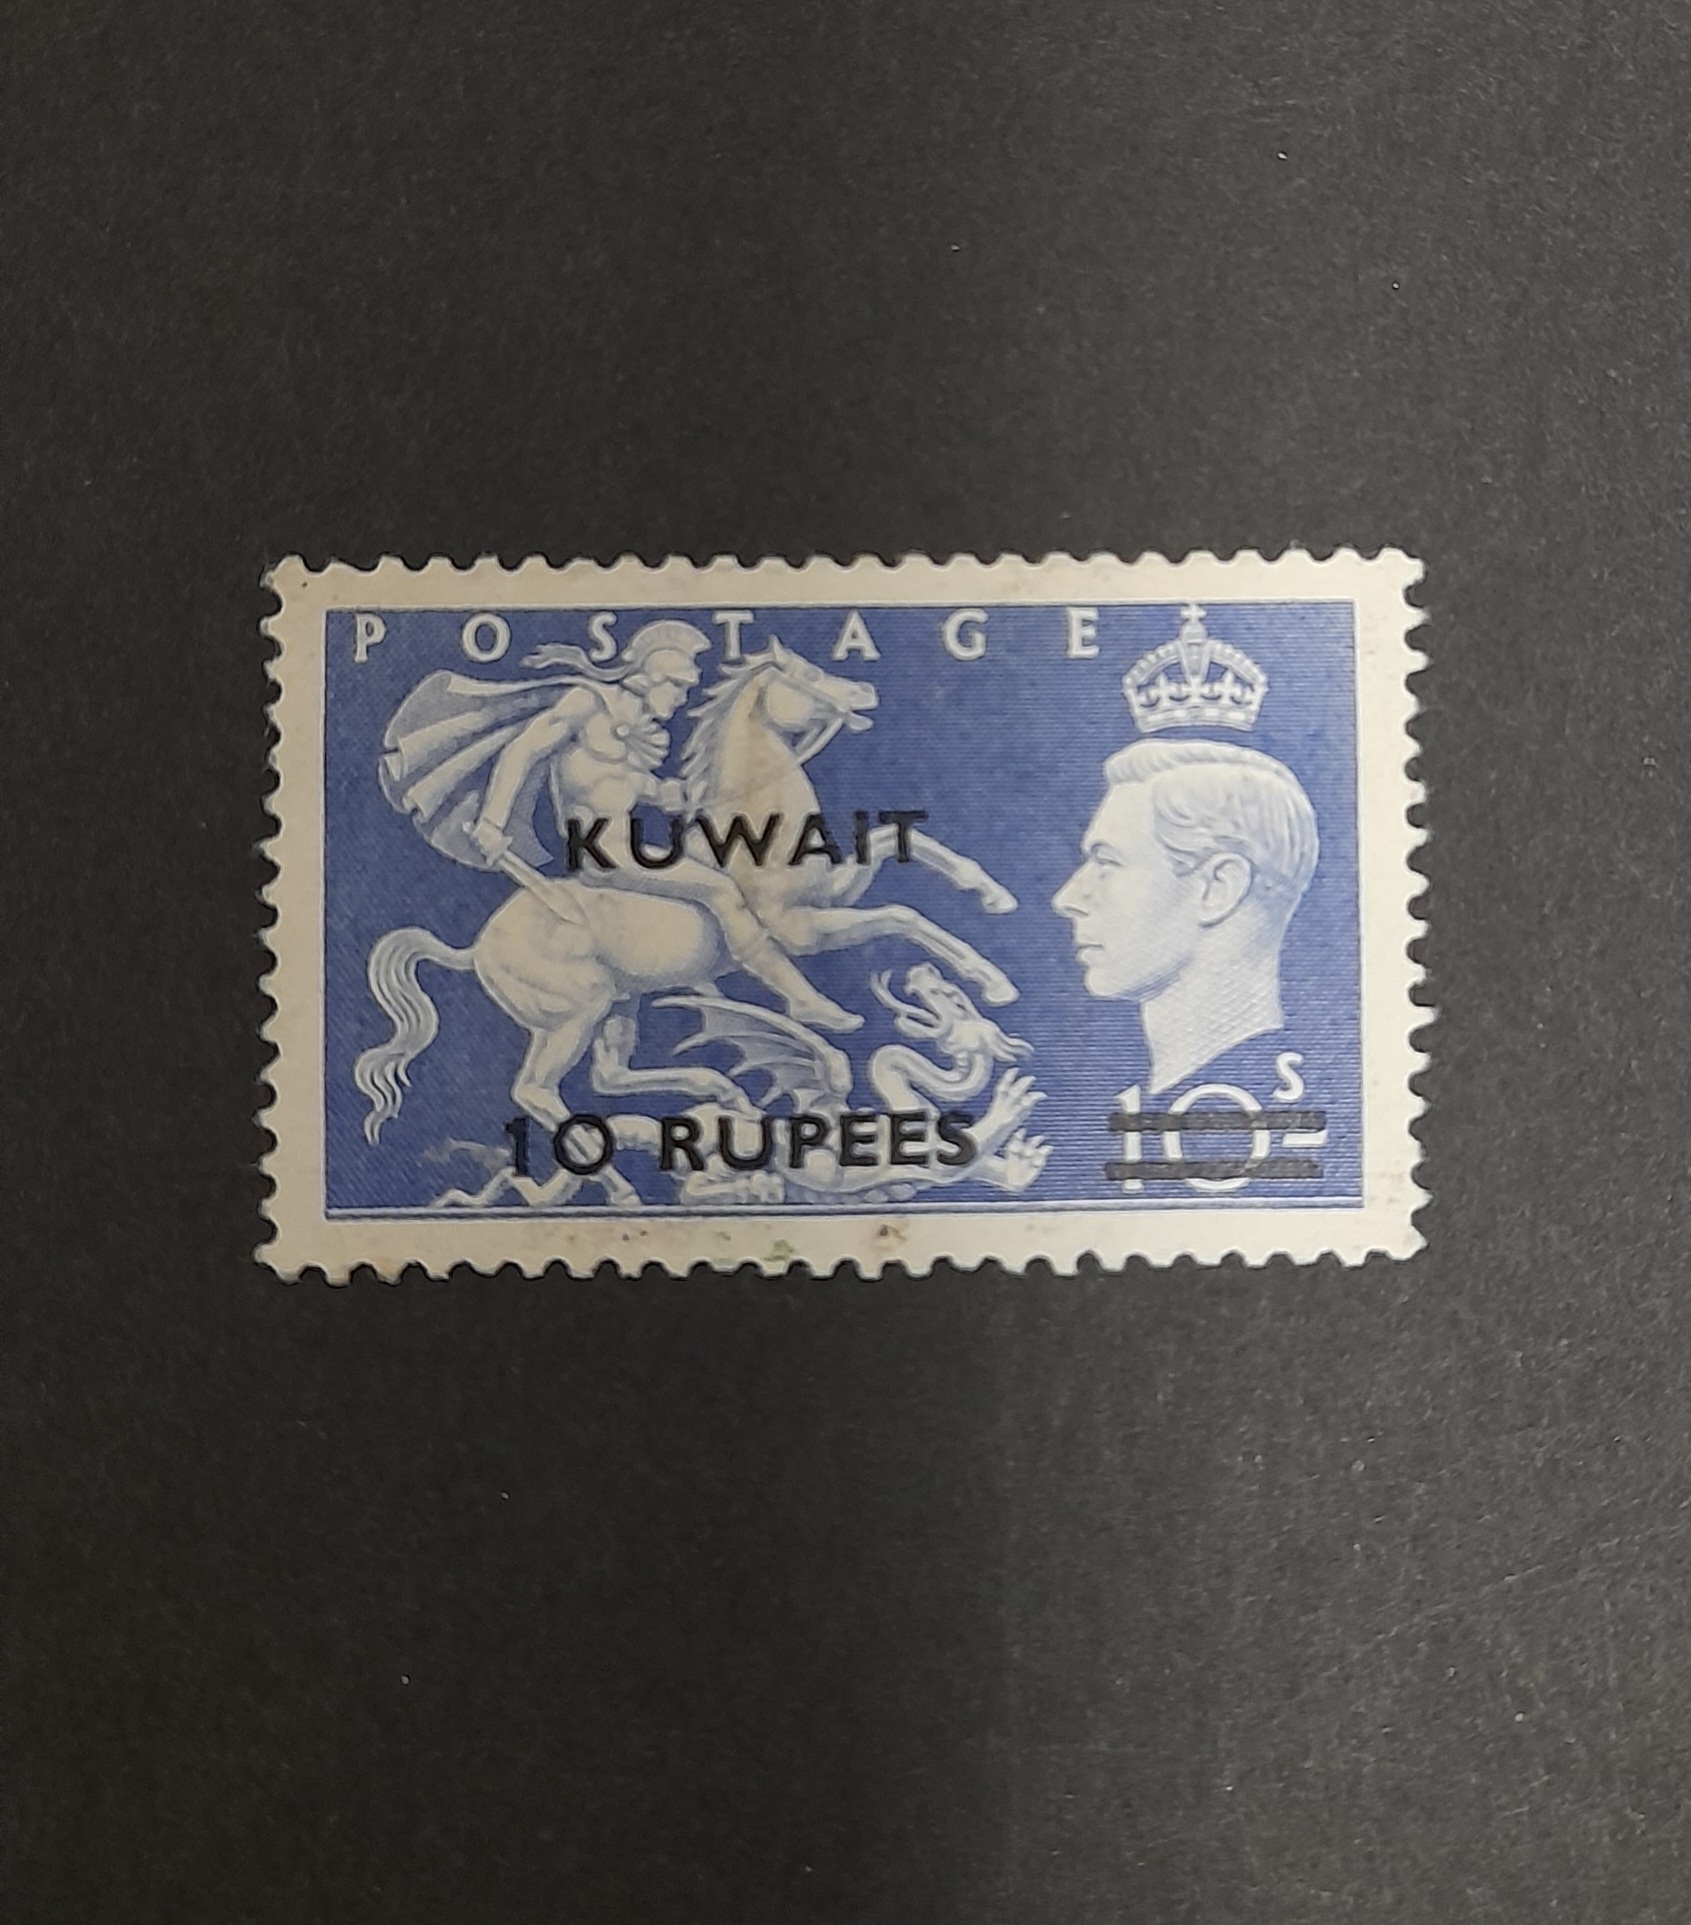 POSTAGE
KUWAIT
10 RUPEES
10s